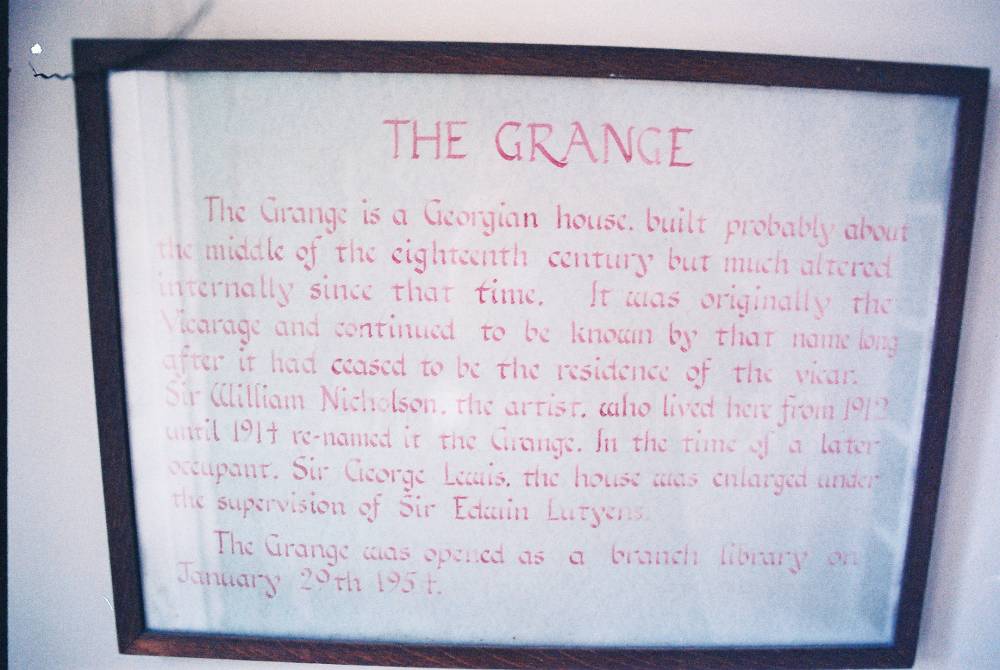 THE GRANGE
The Grange is a Georgian house, built probably about
the middle of the eighteenth century but much altered
internally since that time. It was originally the
Vicarage and continued to be known by that name long
after it had ceased to be the residence of the vicar.
Sir William Nicholson, the artist, who lived here from 1912
until 1914 re-named it the Grange. In the time of a later
occupant, Sir George Lewis, the house was enlarged under
the supervision of Sir Edwin Lutyens.
The Grange was opened as a branch library on
January 29th 1954.